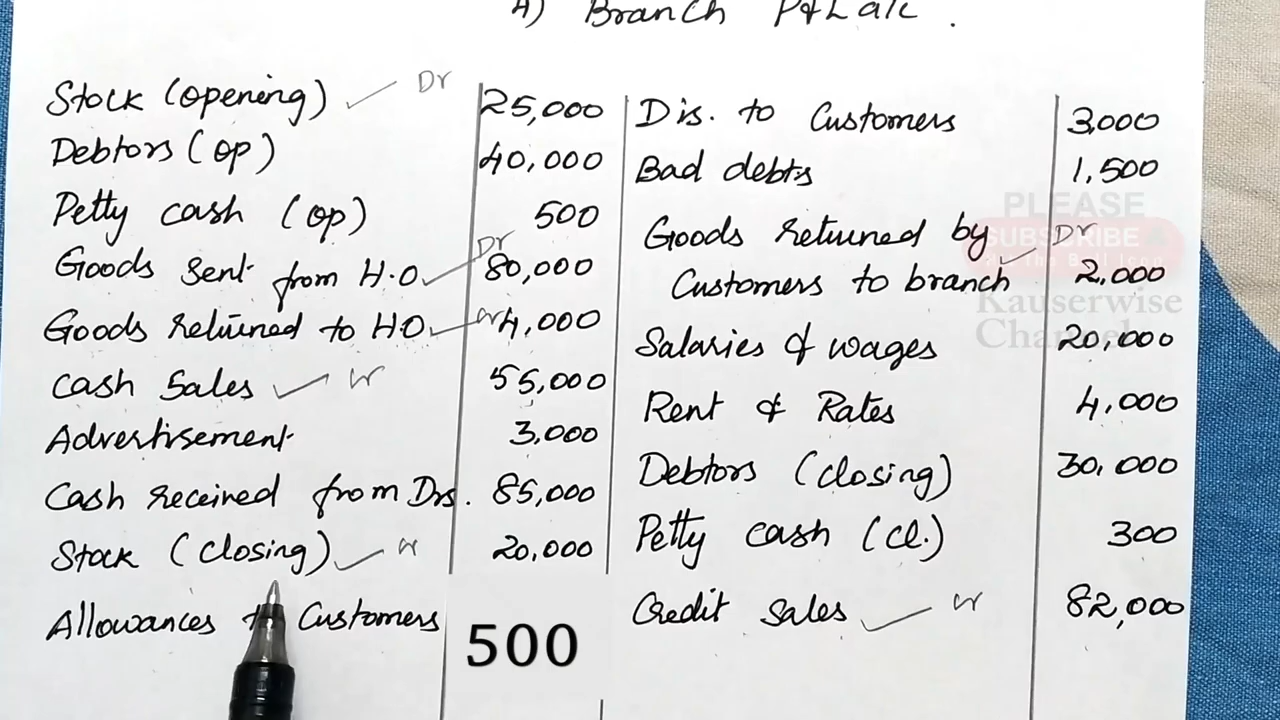 4) Branch P&L a/c.
Stock (opening) Dr 25,000
Debtors (op) 40,000
Petty cash (op) 500
Goods sent from H.O Dr 80,000
Goods returned to H.O cr 4,000
Cash Sales cr 55,000
Advertisement 3,000
Cash received from Drs. 85,000
Stock (closing) cr 20,000
Allowances to Customers 500
Dis. to Customers 3,000
Bad debts 1,500
Goods returned by Dr
Customers to branch 2,000
Salaries & wages 20,000
Rent & Rates 4,000
Debtors (closing) 30,000
Petty cash (cl.) 300
Credit Sales cr 82,000
PLEASE
SUBSCRIBE
Bell Icon
Kauserwise
Channel